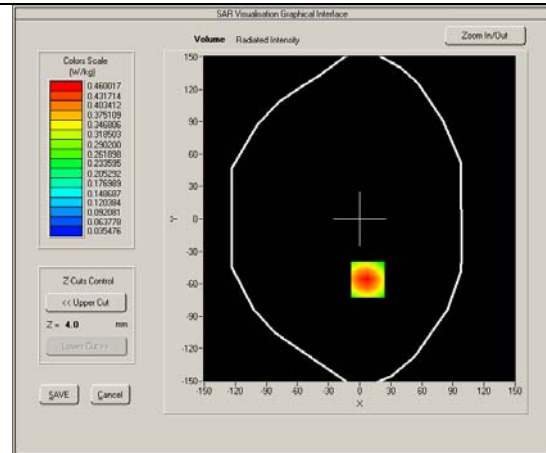 SAR Visualisation Graphical Interface
Volume Radiated Intensity
Zoom In/Out
Colors Scale
(W/kg)
0.460017
0.431714
0.403412
0.375109
0.346806
0.318503
0.290200
0.261898
0.233595
0.205292
0.176989
0.148687
0.120384
0.092081
0.063778
0.035476
Z-Cuts Control
<< Upper Cut
Z = 4.0 mm
Lower Cut >>
SAVE Cancel
150
120
90
60
30
0
-30
-60
-90
-120
-150
Y
-150 -120 -90 -60 -30 0 30 60 90 120 150
X